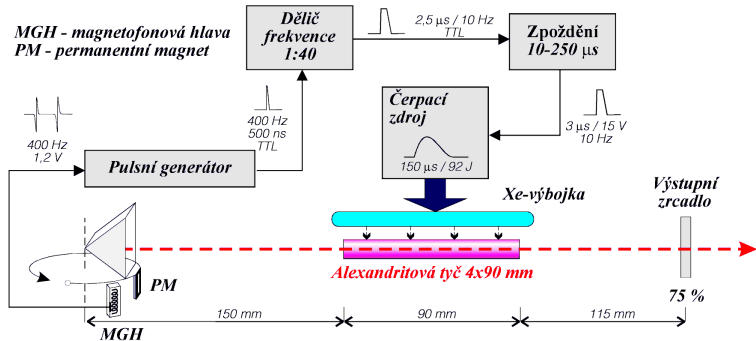 MGH - magnetofonová hlava
PM - permanentní magnet
Dělič
frekvence
1:40
2,5 μs / 10 Hz
TTL
Zpoždění
10-250 μs
400 Hz
1,2 V
400 Hz
500 ns
TTL
Pulsní generátor
Čerpací
zdroj
150 μs / 92 J
3 μs / 15 V
10 Hz
Xe-výbojka
Výstupní
zrcadlo
Alexandritová tyč 4x90 mm
PM
MGH
75 %
150 mm
90 mm
115 mm